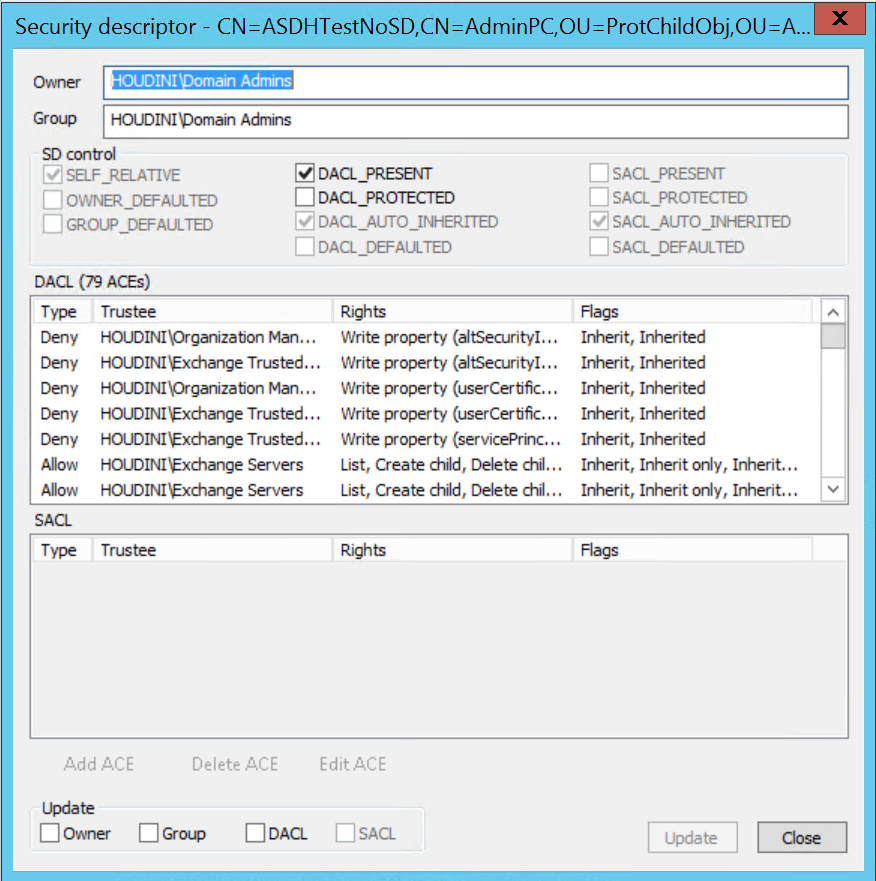 Security descriptor - CN=ASDHTestNoSD,CN=AdminPC,OU=ProtChildObj,OU=A... X
Owner HOUDINI\Domain Admins
Group HOUDINI\Domain Admins
SD control
SELF_RELATIVE DACL_PRESENT SACL_PRESENT
OWNER_DEFAULTED DACL_PROTECTED SACL_PROTECTED
GROUP_DEFAULTED DACL_AUTO_INHERITED SACL_AUTO_INHERITED
DACL_DEFAULTED SACL_DEFAULTED
DACL (79 ACEs)
Type Trustee Rights Flags
Deny HOUDINI\Organization Man... Write property (altSecurityI... Inherit, Inherited
Deny HOUDINI\Exchange Trusted... Write property (altSecurityI... Inherit, Inherited
Deny HOUDINI\Organization Man... Write property (userCertific... Inherit, Inherited
Deny HOUDINI\Exchange Trusted... Write property (userCertific... Inherit, Inherited
Deny HOUDINI\Exchange Trusted... Write property (servicePrinc... Inherit, Inherited
Allow HOUDINI\Exchange Servers List, Create child, Delete chil... Inherit, Inherit only, Inherit...
Allow HOUDINI\Exchange Servers List, Create child, Delete chil... Inherit, Inherit only, Inherit...
SACL
Type Trustee Rights Flags
Add ACE Delete ACE Edit ACE
Update
Owner Group DACL SACL Update Close